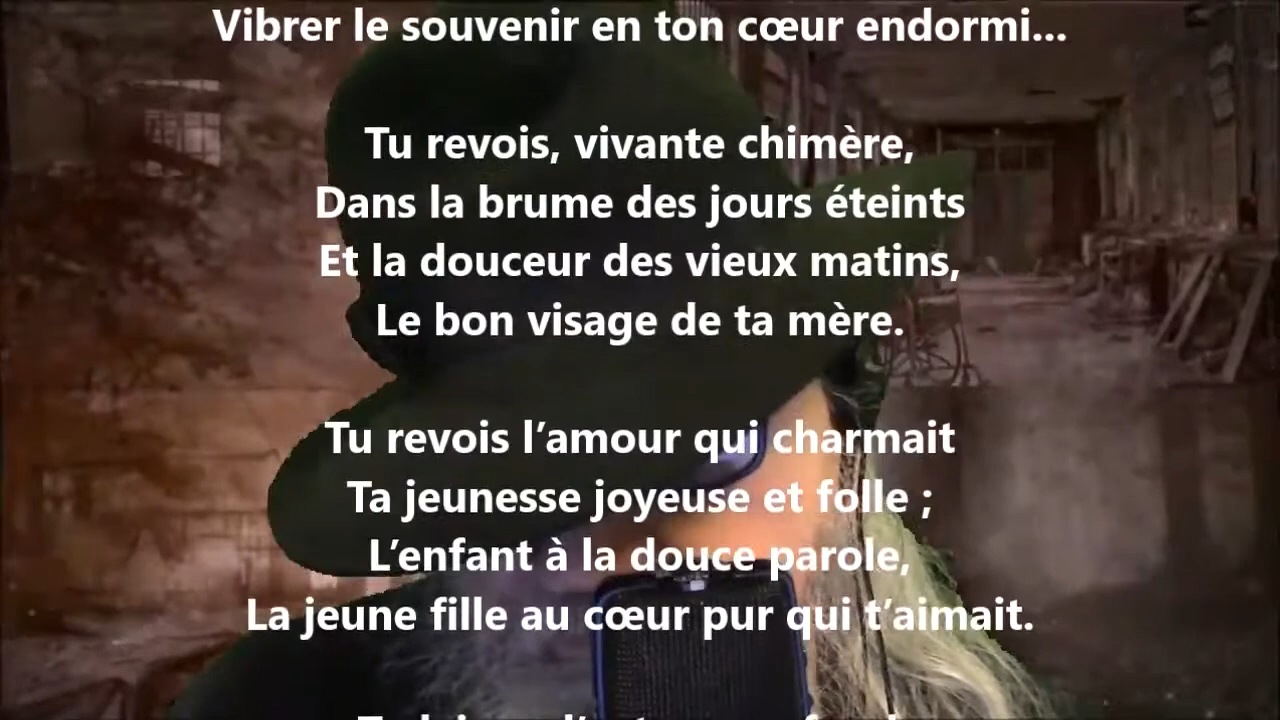 Vibrer le souvenir en ton cœur endormi...
Tu revois, vivante chimère,
Dans la brume des jours éteints
Et la douceur des vieux matins,
Le bon visage de ta mère.
Tu revois l’amour qui charmait
Ta jeunesse joyeuse et folle ;
L’enfant à la douce parole,
La jeune fille au cœur pur qui t’aimait.